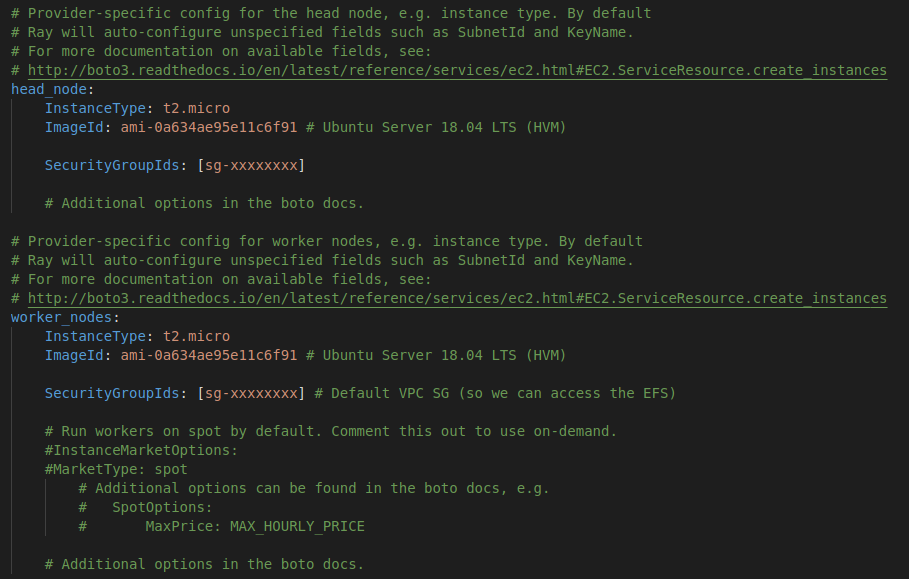 # Provider-specific config for the head node, e.g. instance type. By default
# Ray will auto-configure unspecified fields such as SubnetId and KeyName.
# For more documentation on available fields, see:
# http://boto3.readthedocs.io/en/latest/reference/services/ec2.html#EC2.ServiceResource.create_instances
head_node:
    InstanceType: t2.micro
    ImageId: ami-0a634ae95e11c6f91 # Ubuntu Server 18.04 LTS (HVM)

    SecurityGroupIds: [sg-xxxxxxxx]

    # Additional options in the boto docs.

# Provider-specific config for worker nodes, e.g. instance type. By default
# Ray will auto-configure unspecified fields such as SubnetId and KeyName.
# For more documentation on available fields, see:
# http://boto3.readthedocs.io/en/latest/reference/services/ec2.html#EC2.ServiceResource.create_instances
worker_nodes:
    InstanceType: t2.micro
    ImageId: ami-0a634ae95e11c6f91 # Ubuntu Server 18.04 LTS (HVM)

    SecurityGroupIds: [sg-xxxxxxxx] # Default VPC SG (so we can access the EFS)

    # Run workers on spot by default. Comment this out to use on-demand.
    #InstanceMarketOptions:
    #MarketType: spot
        # Additional options can be found in the boto docs, e.g.
        #   SpotOptions:
        #       MaxPrice: MAX_HOURLY_PRICE

    # Additional options in the boto docs.